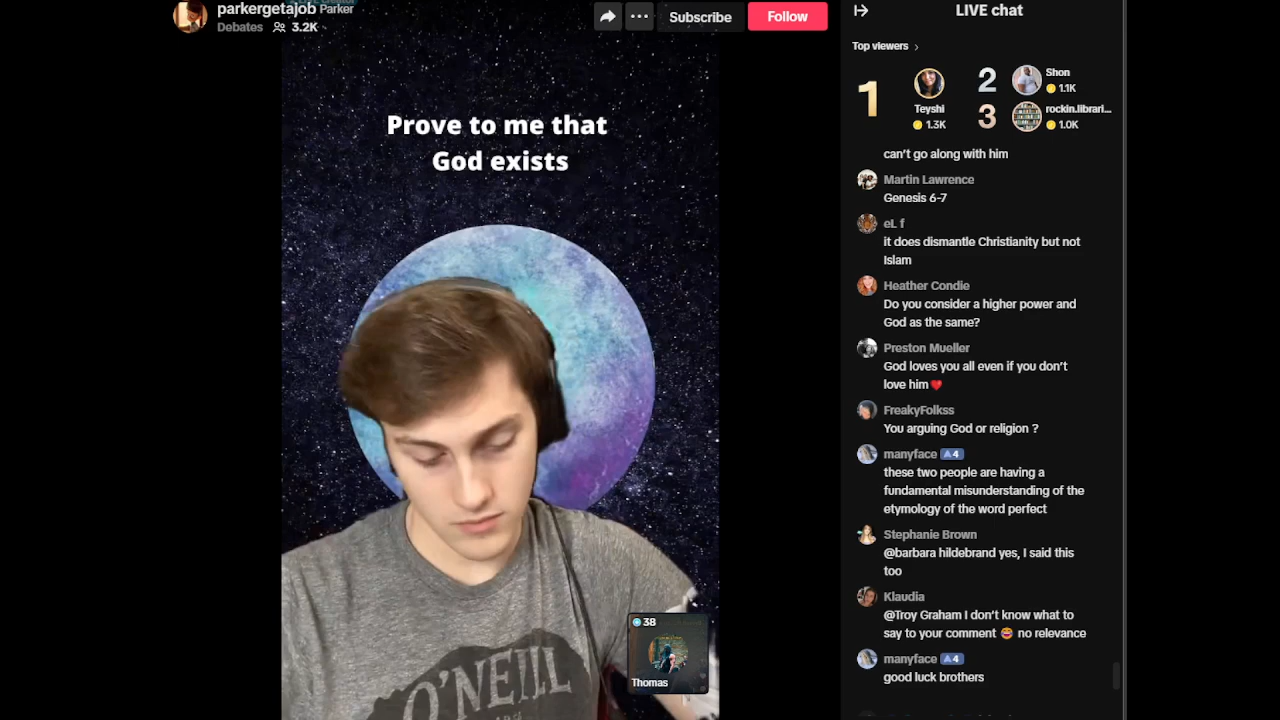 parkergetajob Parker
Debates 3.2K
Subscribe
Follow
Prove to me that
God exists
O'NEILL
38
Thomas
LIVE chat
Top viewers >
1
Teyshi
1.3K
2
Shon
1.1K
3
rockin.librari...
1.0K
can't go along with him
Martin Lawrence
Genesis 6-7
eL f
it does dismantle Christianity but not
Islam
Heather Condie
Do you consider a higher power and
God as the same?
Preston Mueller
God loves you all even if you don't
love him❤️
FreakyFolkss
You arguing God or religion ?
manyface 4
these two people are having a
fundamental misunderstanding of the
etymology of the word perfect
Stephanie Brown
@barbara hildebrand yes, I said this
too
Klaudia
@Troy Graham I don't know what to
say to your comment 😆 no relevance
manyface 4
good luck brothers